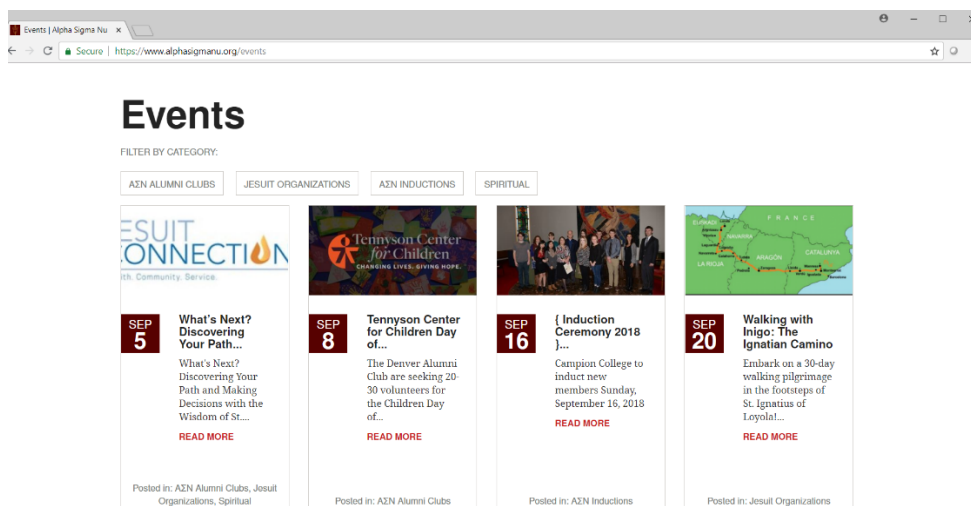 Events | Alpha Sigma Nu
Secure | https://www.alphasigmanu.org/events
Events
FILTER BY CATEGORY:
ΑΣΝ ALUMNI CLUBS JESUIT ORGANIZATIONS ΑΣΝ INDUCTIONS SPIRITUAL
ESUIT
ONNECTION
ith. Community. Service.
SEP
5
What's Next?
Discovering
Your Path...
What's Next?
Discovering Your
Path and Making
Decisions with the
Wisdom of St....
READ MORE
Posted in: ΑΣΝ Alumni Clubs, Jesuit
Organizations, Spiritual
Tennyson Center
for Children
CHANGING LIVES. GIVING HOPE.
SEP
8
Tennyson Center
for Children Day
of...
The Denver Alumni
Club are seeking 20-
30 volunteers for
the Children Day
of...
READ MORE
Posted in: ΑΣΝ Alumni Clubs
SEP
16
{ Induction
Ceremony 2018
}...
Campion College to
induct new
members Sunday,
September 16, 2018
READ MORE
Posted in: ΑΣΝ Inductions
FRANCE
NAVARRA
LA RIOJA
ARAGÓN
CATALUNYA
SEP
20
Walking with
Inigo: The
Ignatian Camino
Embark on a 30-day
walking pilgrimage
in the footsteps of
St. Ignatius of
Loyola!...
READ MORE
Posted in: Jesuit Organizations